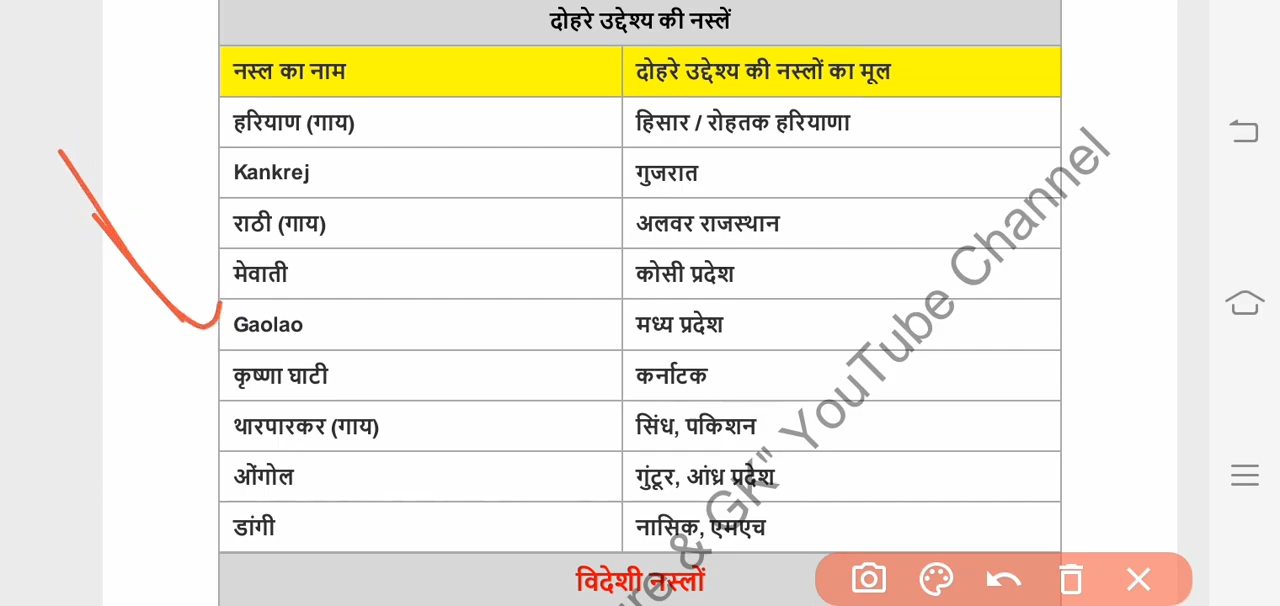 दोहरे उद्देश्य की नस्लें
नस्ल का नाम दोहरे उद्देश्य की नस्लों का मूल
हरियाण (गाय) हिसार / रोहतक हरियाणा
Kankrej गुजरात
राठी (गाय) अलवर राजस्थान
मेवाती कोसी प्रदेश
Gaolao मध्य प्रदेश
कृष्णा घाटी कर्नाटक
थारपारकर (गाय) सिंध, पकिशन
ओंगोल गुंटूर, आंध्र प्रदेश
डांगी नासिक, एमएच
विदेशी नस्लों
& GK" YouTube Channel